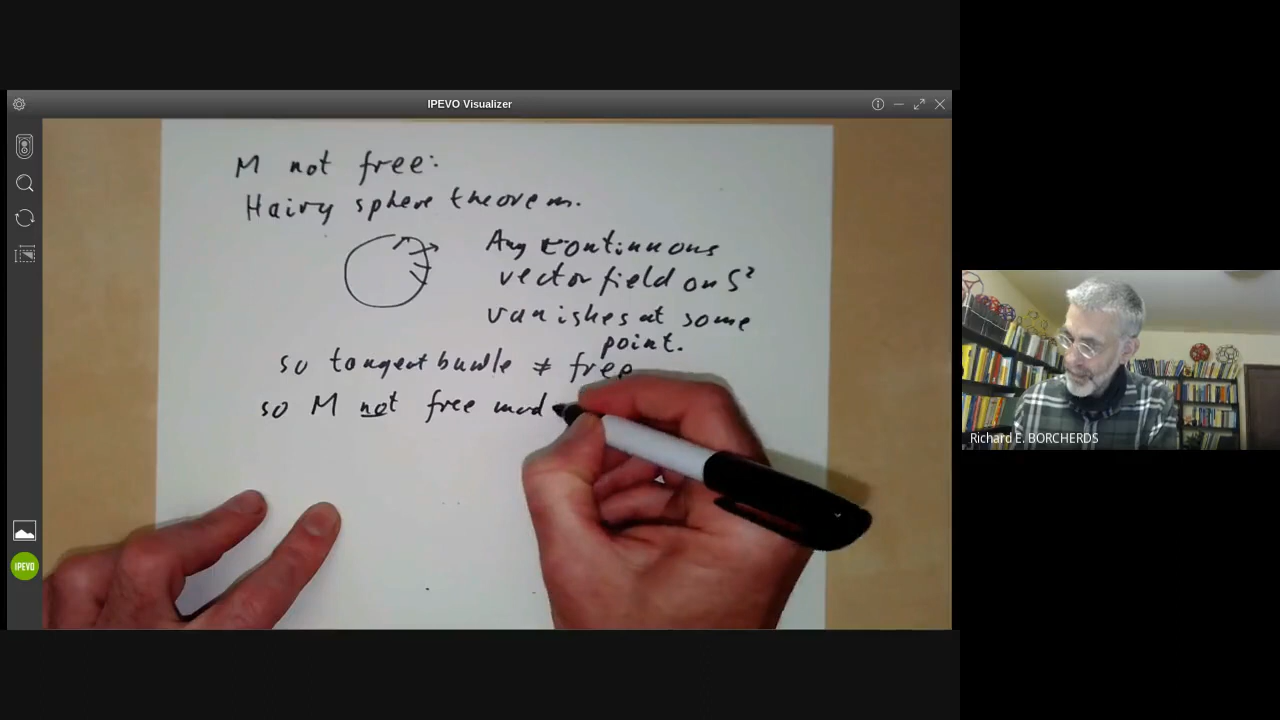 IPEVO Visualizer
M not free:
Hairy sphere theorem.
Any continuous
vector field on S²
vanishes at some
point.
so tangent bundle ≠ free
so M not free mod
IPEVO
Richard E. BORCHERDS